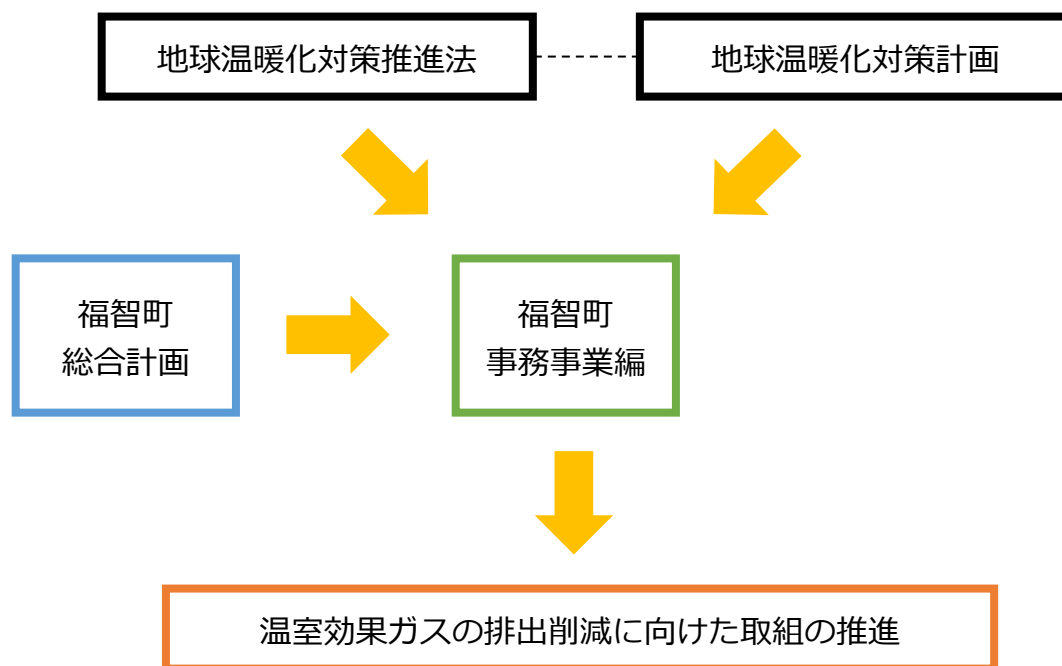 地球温暖化対策推進法
地球温暖化対策計画
福智町
総合計画
福智町
事務事業編
温室効果ガスの排出削減に向けた取組の推進